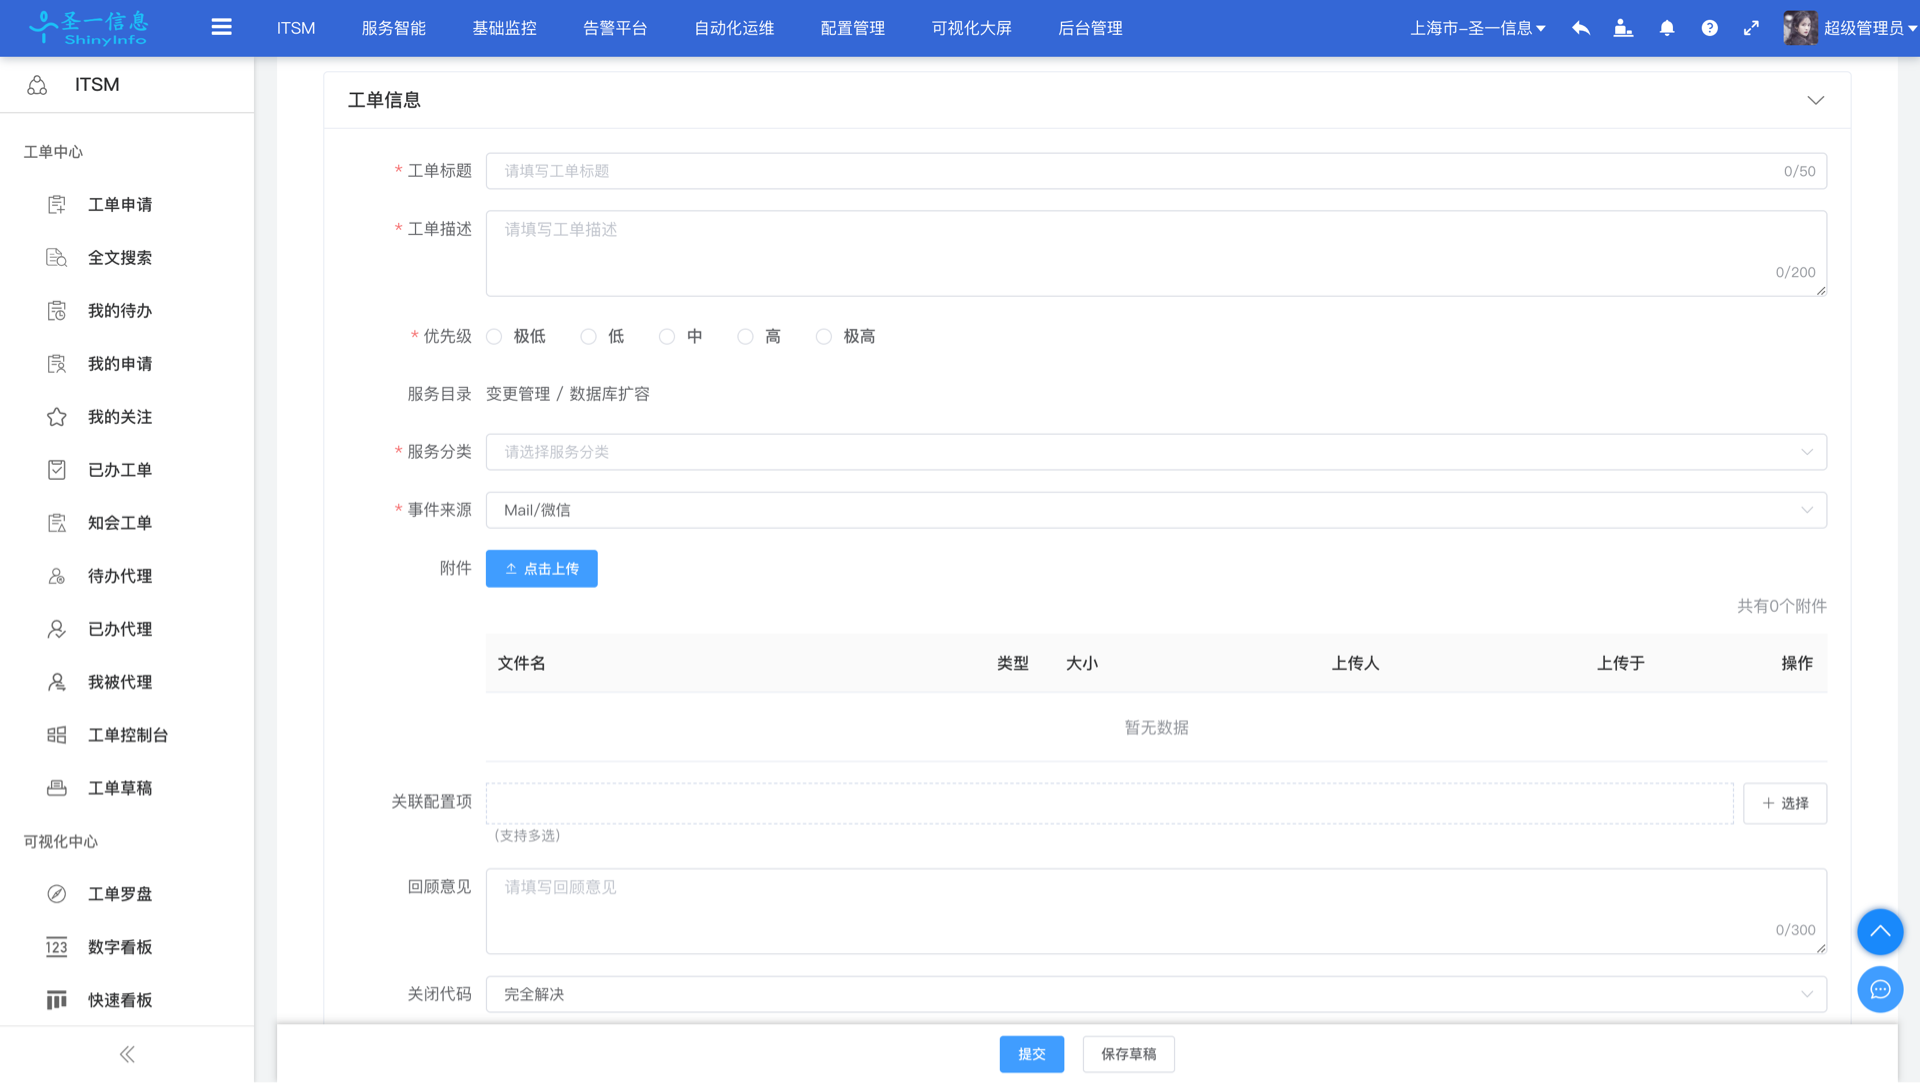 圣一信息
ShinyInfo
ITSM
服务智能
基础监控
告警平台
自动化运维
配置管理
可视化大屏
后台管理
上海市-圣一信息
超级管理员
ITSM
工单中心
工单申请
全文搜索
我的待办
我的申请
我的关注
已办工单
知会工单
待办代理
已办代理
我被代理
工单控制台
工单草稿
可视化中心
工单罗盘
123 数字看板
快速看板
工单信息
* 工单标题 请填写工单标题 0/50
* 工单描述 请填写工单描述 0/200
* 优先级 极低 低 中 高 极高
服务目录 变更管理 / 数据库扩容
* 服务分类 请选择服务分类
* 事件来源 Mail/微信
附件 点击上传
共有0个附件
文件名 类型 大小 上传人 上传于 操作
暂无数据
关联配置项 + 选择
(支持多选)
回顾意见 请填写回顾意见 0/300
关闭代码 完全解决
提交 保存草稿